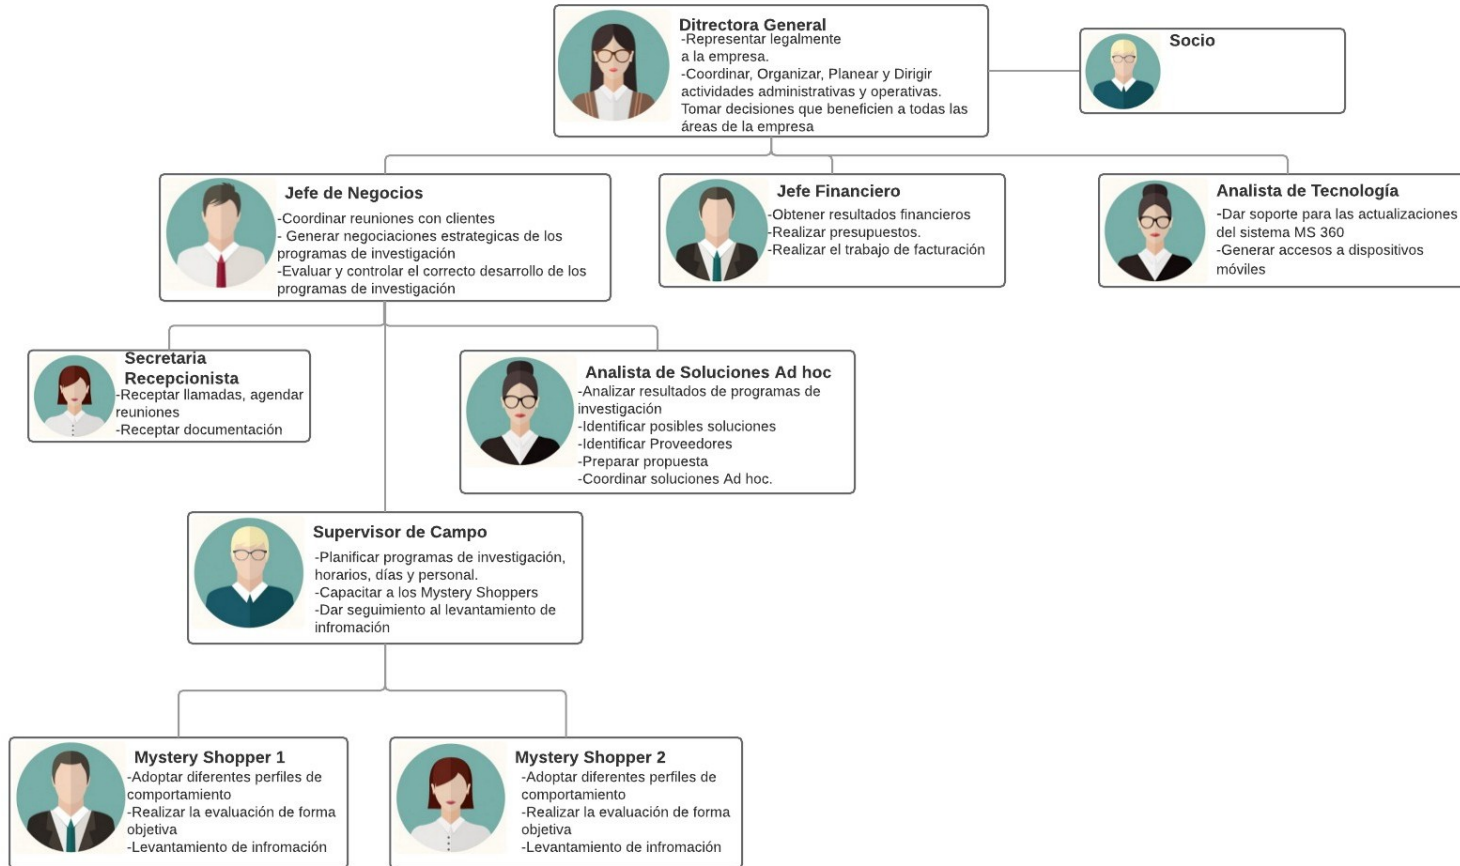 Ditrectora General
-Representar legalmente
a la empresa.
-Coordinar, Organizar, Planear y Dirigir
actividades administrativas y operativas.
Tomar decisiones que beneficien a todas las
áreas de la empresa
Socio
Jefe de Negocios
-Coordinar reuniones con clientes
- Generar negociaciones estrategicas de los
programas de investigación
-Evaluar y controlar el correcto desarrollo de los
programas de investigación
Jefe Financiero
-Obtener resultados financieros
-Realizar presupuestos.
-Realizar el trabajo de facturación
Analista de Tecnología
-Dar soporte para las actualizaciones
del sistema MS 360
-Generar accesos a dispositivos
móviles
Secretaria
Recepcionista
-Receptar llamadas, agendar
reuniones
-Receptar documentación
Analista de Soluciones Ad hoc
-Analizar resultados de programas de
investigación
-Identificar posibles soluciones
-Identificar Proveedores
-Preparar propuesta
-Coordinar soluciones Ad hoc.
Supervisor de Campo
-Planificar programas de investigación,
horarios, días y personal.
-Capacitar a los Mystery Shoppers
-Dar seguimiento al levantamiento de
infromación
Mystery Shopper 1
-Adoptar diferentes perfiles de
comportamiento
-Realizar la evaluación de forma
objetiva
-Levantamiento de infromación
Mystery Shopper 2
-Adoptar diferentes perfiles de
comportamiento
-Realizar la evaluación de forma
objetiva
-Levantamiento de infromación